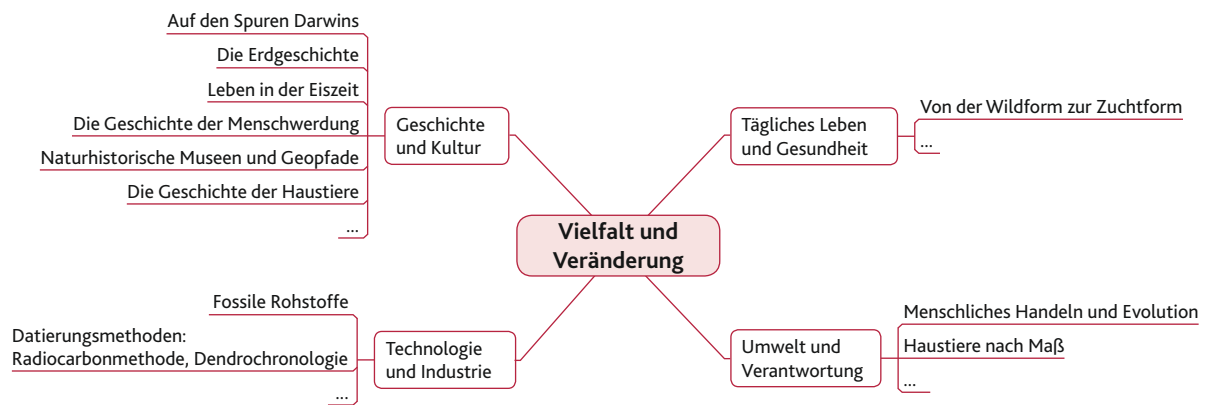 Auf den Spuren Darwins
Die Erdgeschichte
Leben in der Eiszeit
Die Geschichte der Menschwerdung
Naturhistorische Museen und Geopfade
Die Geschichte der Haustiere
...
Geschichte
und Kultur
Tägliches Leben
und Gesundheit
Von der Wildform zur Zuchtform
...
Vielfalt und
Veränderung
Fossile Rohstoffe
Datierungsmethoden:
Radiocarbonmethode, Dendrochronologie
...
Technologie
und Industrie
Umwelt und
Verantwortung
Menschliches Handeln und Evolution
Haustiere nach Maß
...